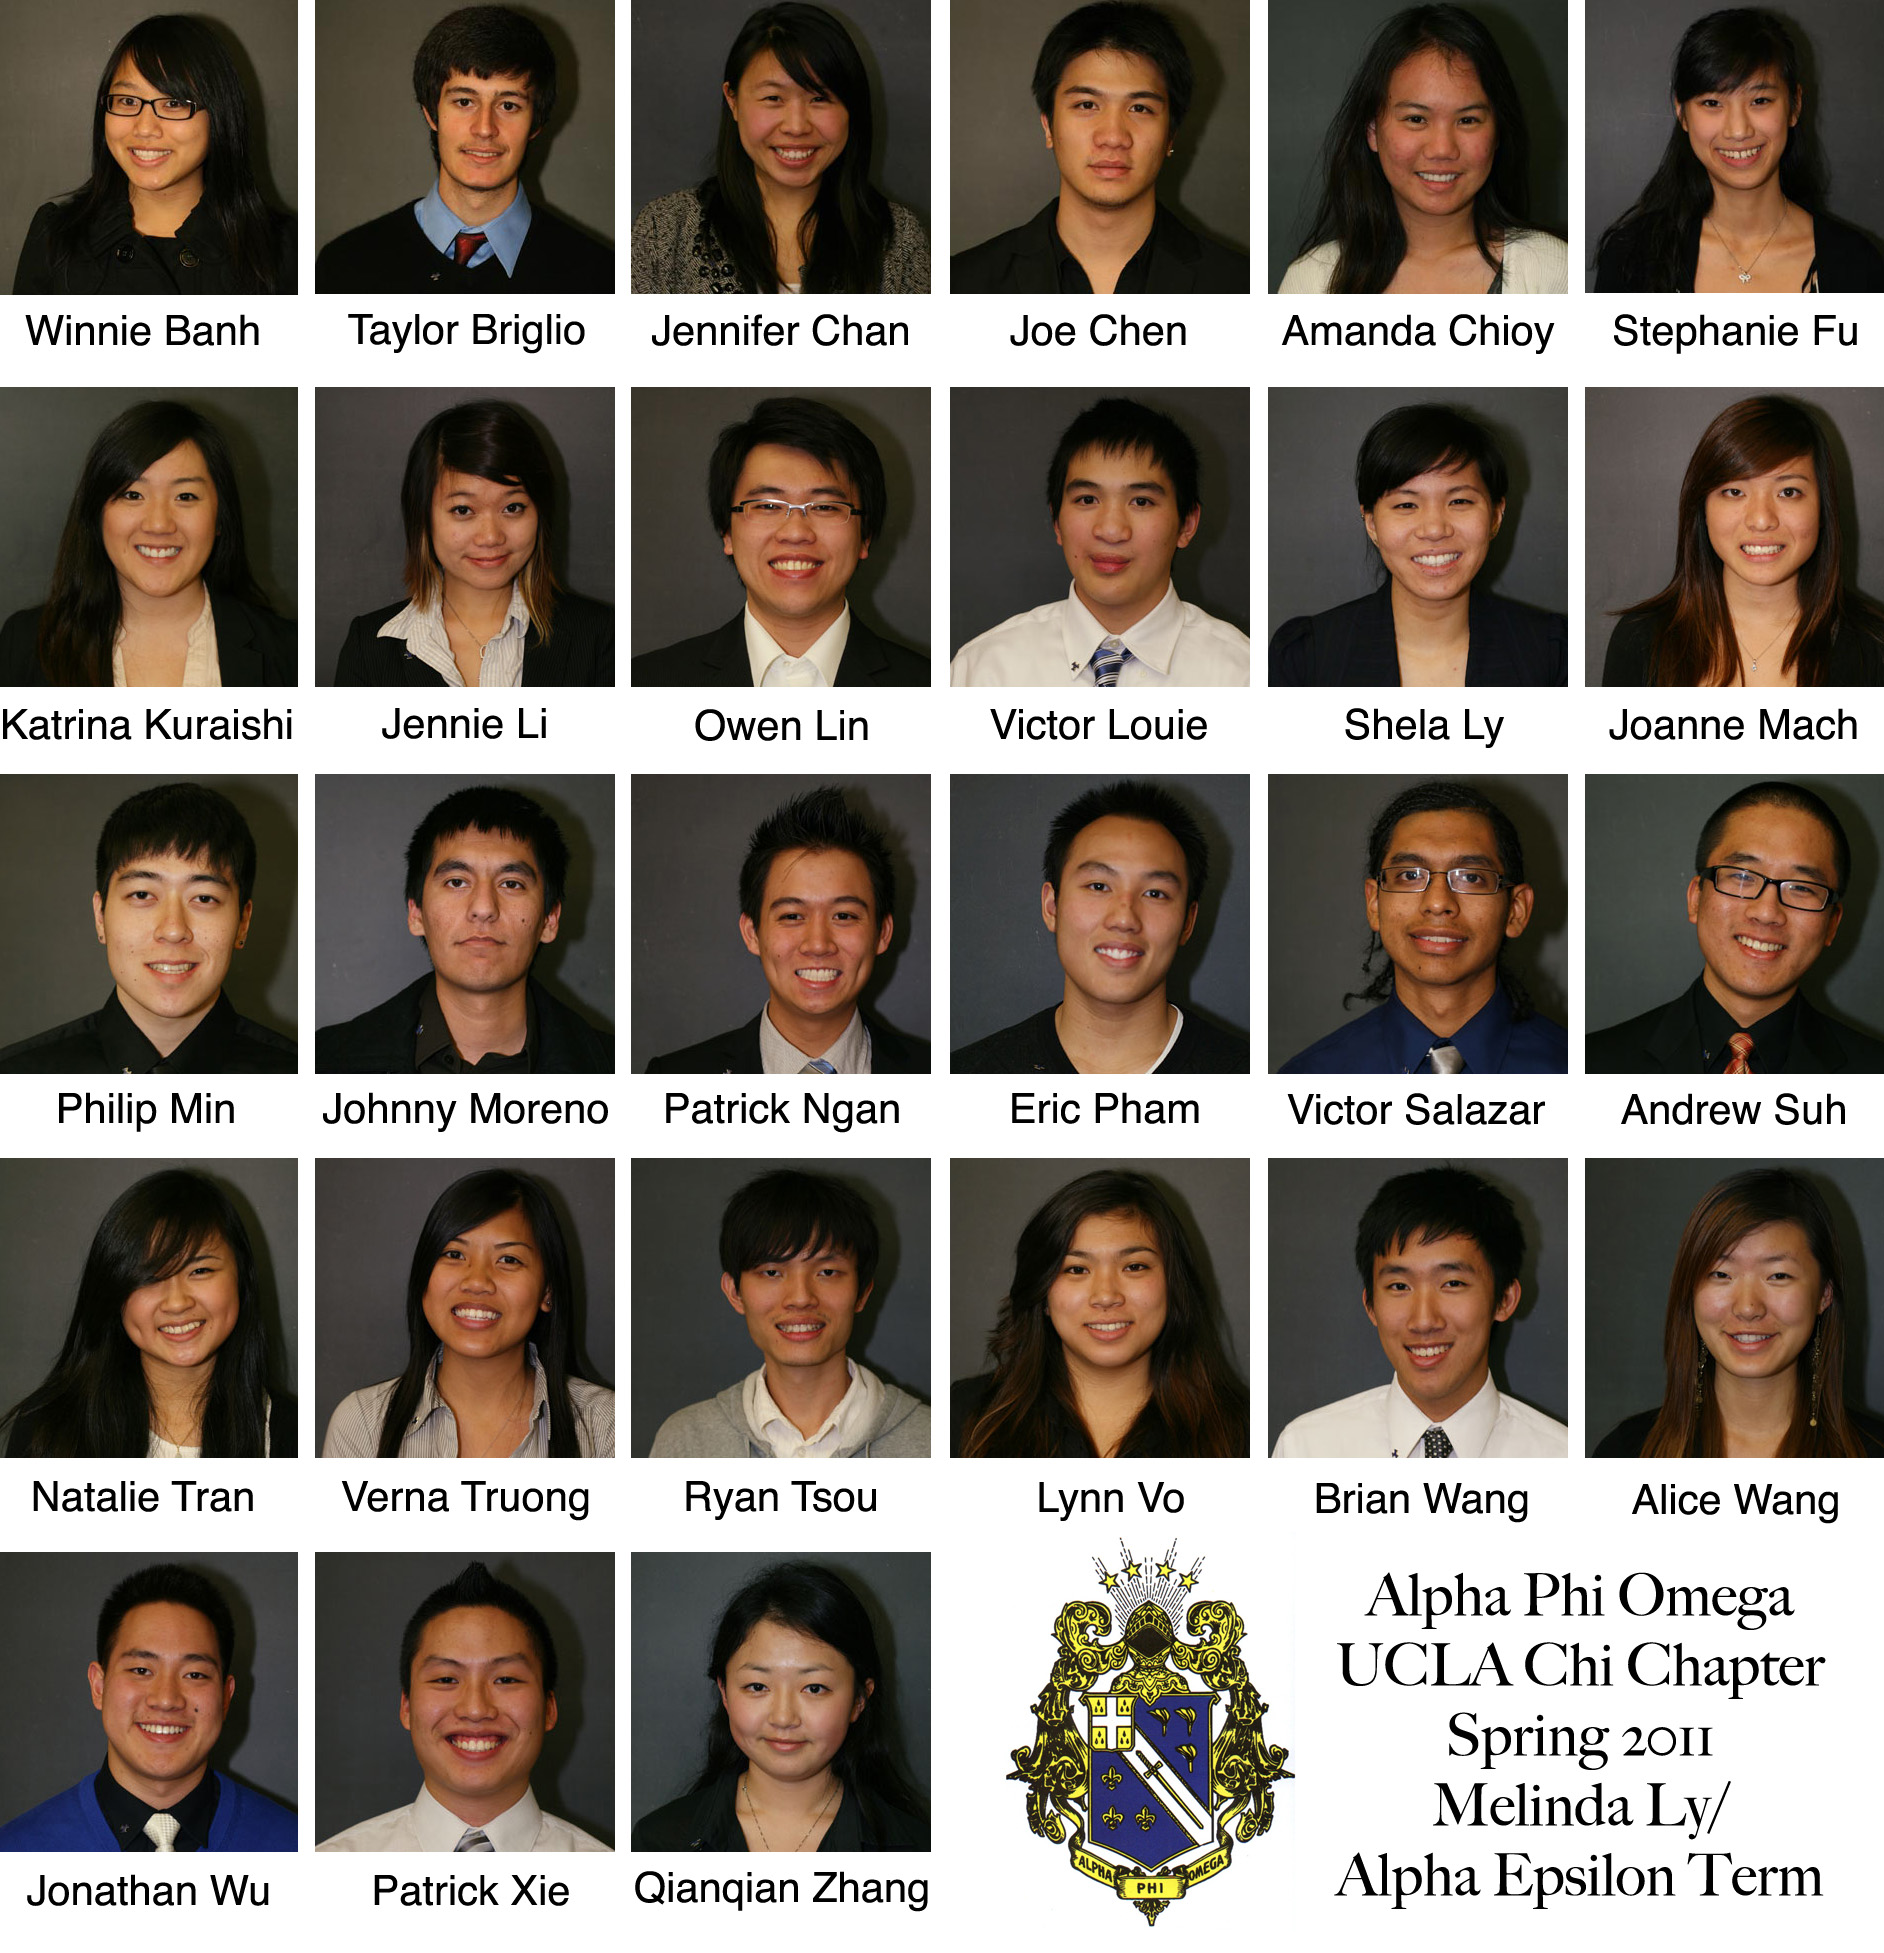 Winnie Banh
Taylor Briglio
Jennifer Chan
Joe Chen
Amanda Chioy
Stephanie Fu
Katrina Kuraishi
Jennie Li
Owen Lin
Victor Louie
Shela Ly
Joanne Mach
Philip Min
Johnny Moreno
Patrick Ngan
Eric Pham
Victor Salazar
Andrew Suh
Natalie Tran
Verna Truong
Ryan Tsou
Lynn Vo
Brian Wang
Alice Wang
Jonathan Wu
Patrick Xie
Qianqian Zhang
ALPHA PHI OMEGA
Alpha Phi Omega
UCLA Chi Chapter
Spring 2011
Melinda Ly/
Alpha Epsilon Term